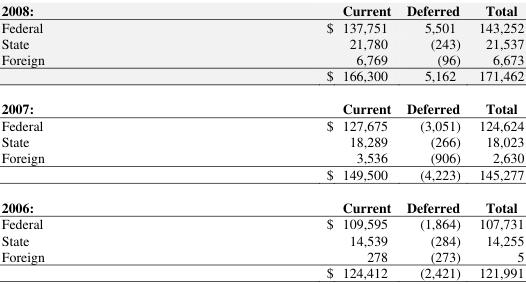 2008: Current Deferred Total
Federal $ 137,751 5,501 143,252
State 21,780 (243) 21,537
Foreign 6,769 (96) 6,673
$ 166,300 5,162 171,462
2007: Current Deferred Total
Federal $ 127,675 (3,051) 124,624
State 18,289 (266) 18,023
Foreign 3,536 (906) 2,630
$ 149,500 (4,223) 145,277
2006: Current Deferred Total
Federal $ 109,595 (1,864) 107,731
State 14,539 (284) 14,255
Foreign 278 (273) 5
$ 124,412 (2,421) 121,991